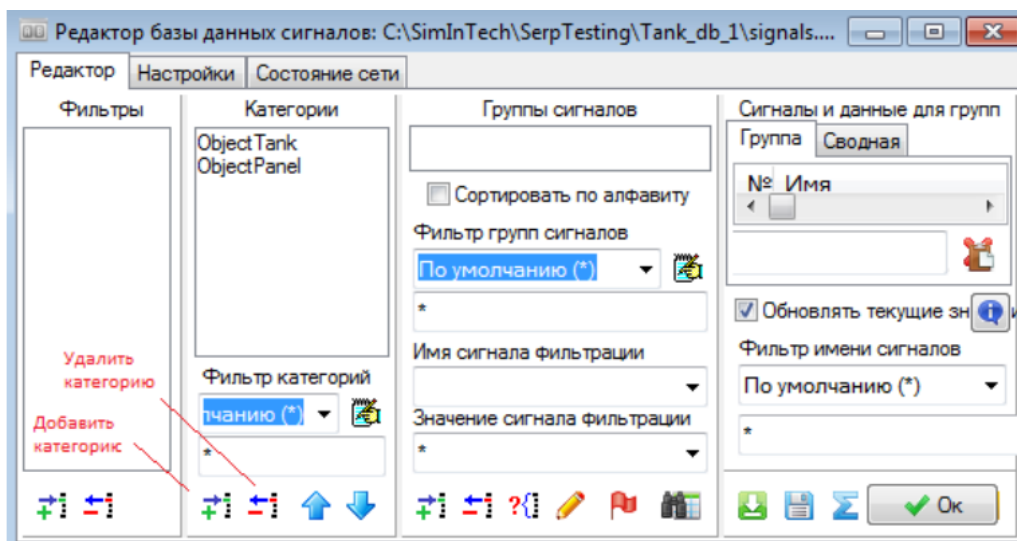 Редактор базы данных сигналов: C:\SimInTech\SerpTesting\Tank_db_1\signals....
Редактор
Настройки
Состояние сети
Фильтры
Категории
ObjectTank
ObjectPanel
Фильтр категорий
лчанию (*)
*
Удалить
категорию
Добавить
категорик
Группы сигналов
Сортировать по алфавиту
Фильтр групп сигналов
По умолчанию (*)
*
Имя сигнала фильтрации
Значение сигнала фильтрации
*
?{}
Сигналы и данные для групп
Группа
Сводная
№ Имя
Обновлять текущие зн
Фильтр имени сигналов
По умолчанию (*)
*
Σ
Ок